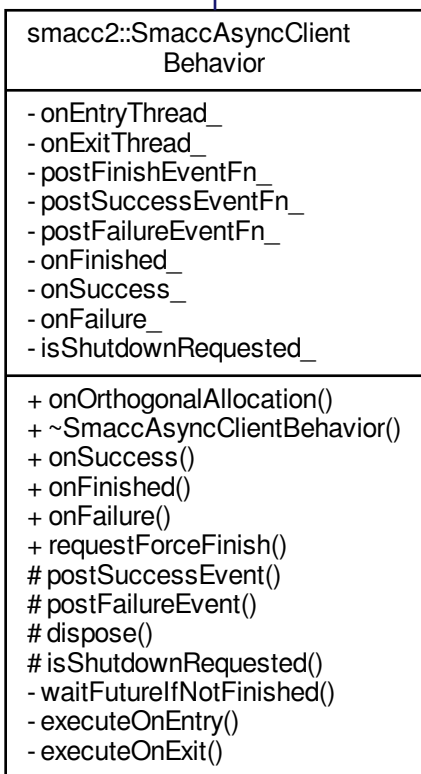 smacc2::SmaccAsyncClient
Behavior
- onEntryThread_
- onExitThread_
- postFinishEventFn_
- postSuccessEventFn_
- postFailureEventFn_
- onFinished_
- onSuccess_
- onFailure_
- isShutdownRequested_
+ onOrthogonalAllocation()
+ ~SmaccAsyncClientBehavior()
+ onSuccess()
+ onFinished()
+ onFailure()
+ requestForceFinish()
# postSuccessEvent()
# postFailureEvent()
# dispose()
# isShutdownRequested()
- waitFutureIfNotFinished()
- executeOnEntry()
- executeOnExit()